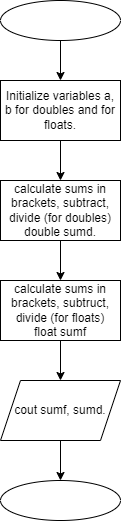 Initialize variables a,
b for doubles and for
floats.
calculate sums in
brackets, subtract,
divide (for doubles)
double sumd.
calculate sums in
brackets, subtruct,
divide (for floats)
float sumf
cout sumf, sumd.